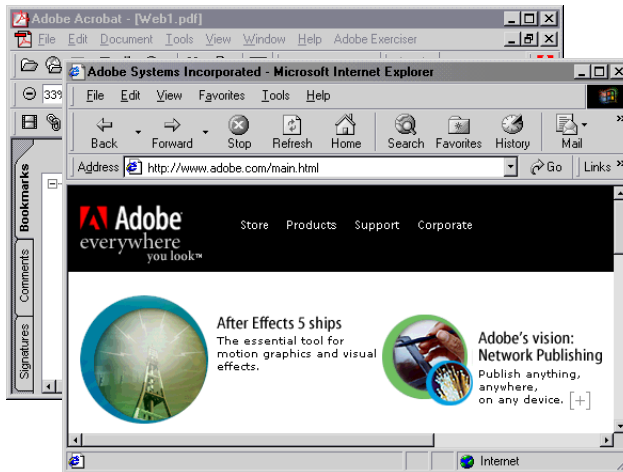 Adobe Acrobat - [Web1.pdf]
File Edit Document Tools View Window Help Adobe Exerciser
33%
Bookmarks
Comments
Signatures
Adobe Systems Incorporated - Microsoft Internet Explorer
File Edit View Favorites Tools Help
Back Forward Stop Refresh Home Search Favorites History Mail »
Address http://www.adobe.com/main.html Go Links »
Adobe
everywhere
you look™
Store Products Support Corporate
After Effects 5 ships
The essential tool for
motion graphics and visual
effects.
Adobe's vision:
Network Publishing
Publish anything,
anywhere,
on any device. [+]
Internet